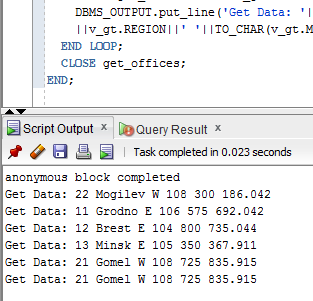 DBMS_OUTPUT.put_line('Get Data: '||
||v_gt.REGION||' '||TO_CHAR(v_gt.M
END LOOP;
CLOSE get_offices;
END;
Script Output x Query Result x
Task completed in 0.023 seconds
anonymous block completed
Get Data: 22 Mogilev W 108 300 186.042
Get Data: 11 Grodno E 106 575 692.042
Get Data: 12 Brest E 104 800 735.044
Get Data: 13 Minsk E 105 350 367.911
Get Data: 21 Gomel W 108 725 835.915
Get Data: 21 Gomel W 108 725 835.915